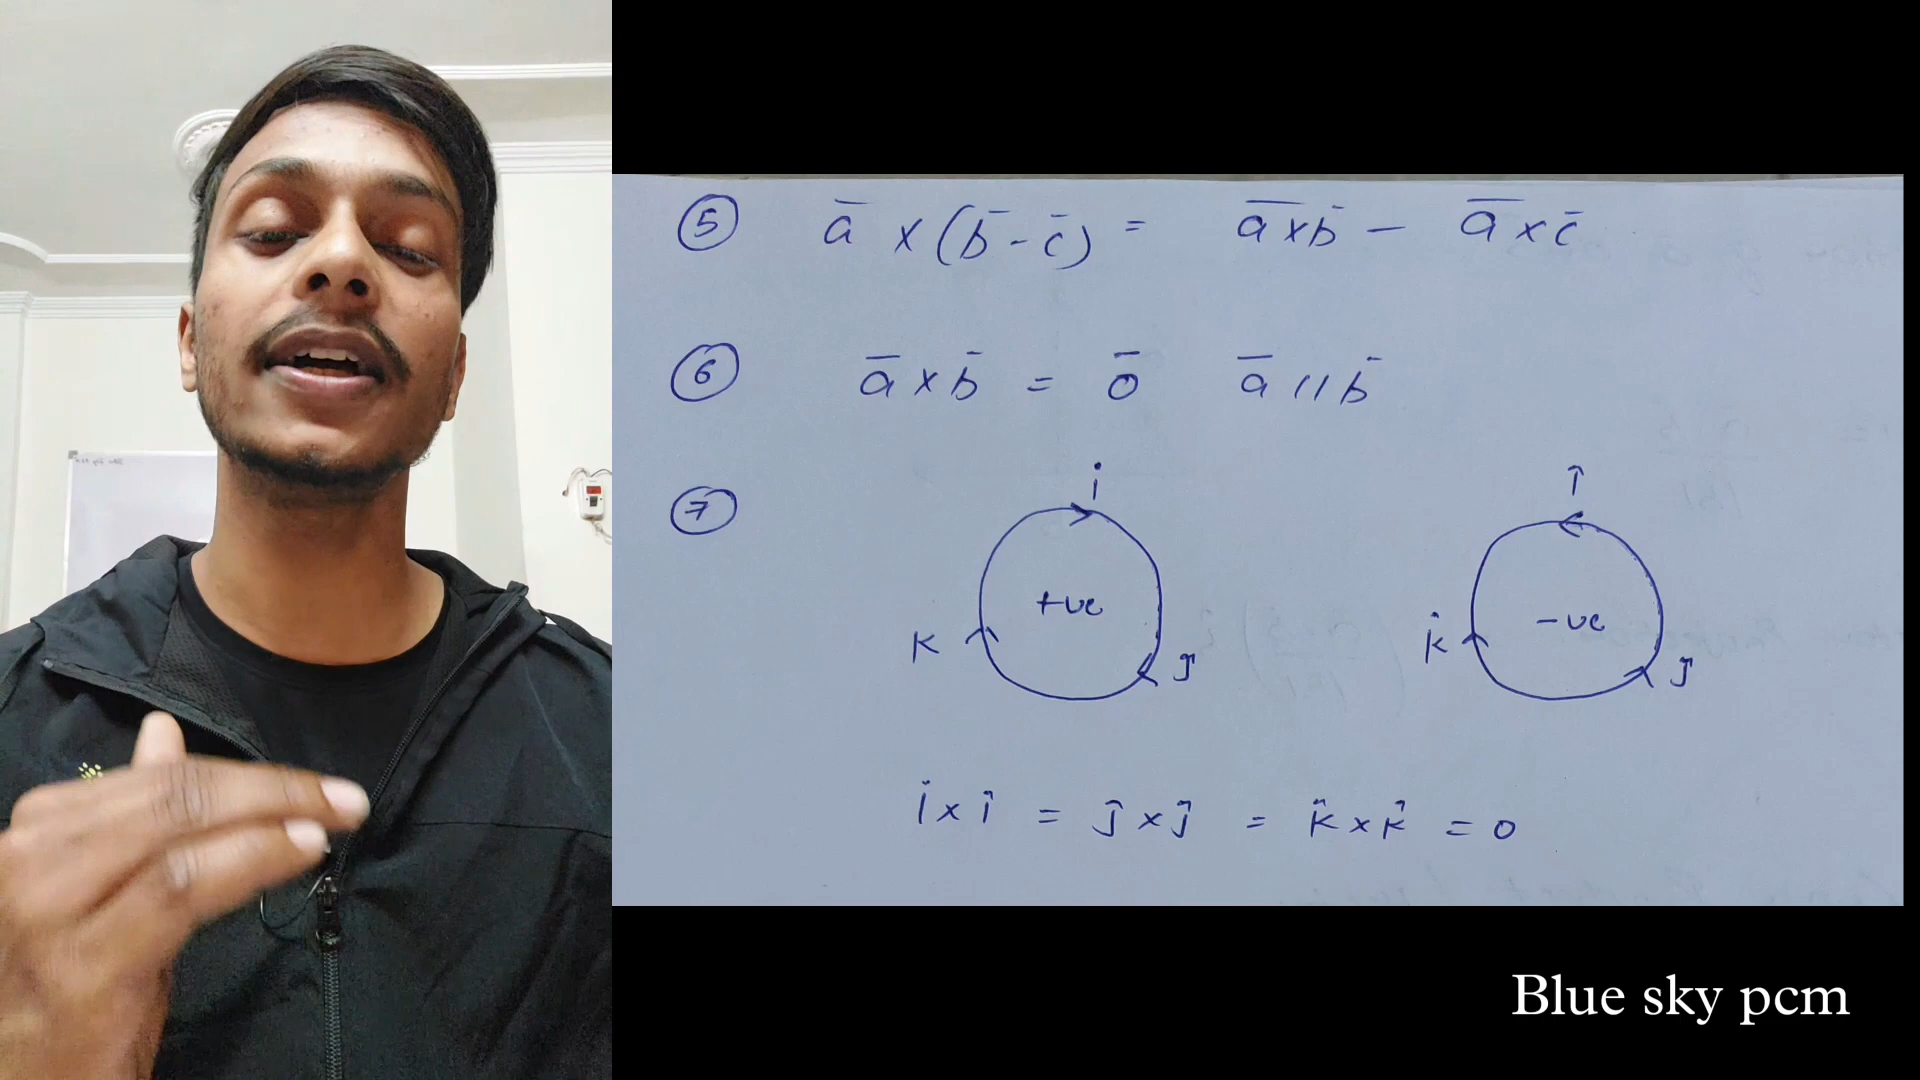 ⑤ a̅ × (b̅ - c̅) = a̅ × b̅ - a̅ × c̅
⑥ a̅ × b̅ = 0̅ a̅ || b̅
⑦ i î
+ve -ve
K ĵ k̂ ĵ
î × î = ĵ × ĵ = k̂ × k̂ = 0
Blue sky pcm